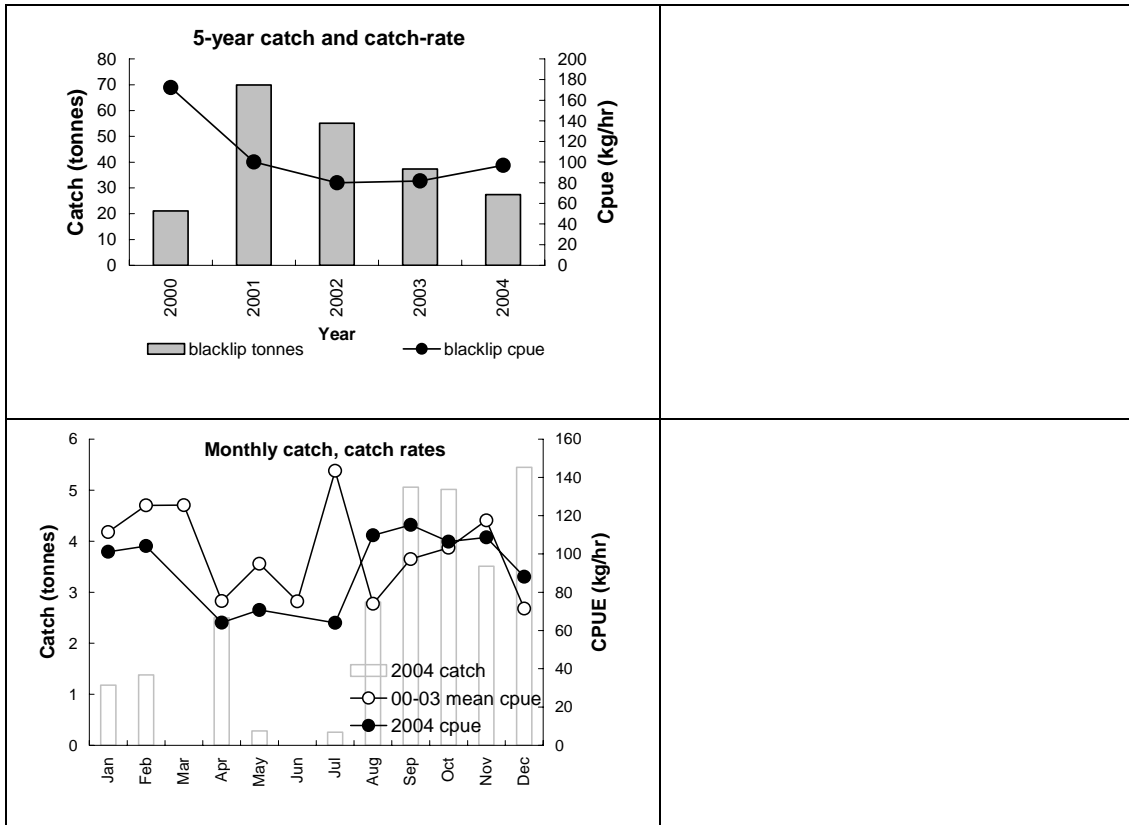 5-year catch and catch-rate
80
70
60
50
40
30
20
10
0
Catch (tonnes)
200
180
160
140
120
100
80
60
40
20
0
Cpue (kg/hr)
2000
2001
2002
2003
2004
Year
blacklip tonnes
blacklip cpue
Monthly catch, catch rates
6
5
4
3
2
1
0
Catch (tonnes)
160
140
120
100
80
60
40
20
0
CPUE (kg/hr)
2004 catch
00-03 mean cpue
2004 cpue
Jan
Feb
Mar
Apr
May
Jun
Jul
Aug
Sep
Oct
Nov
Dec